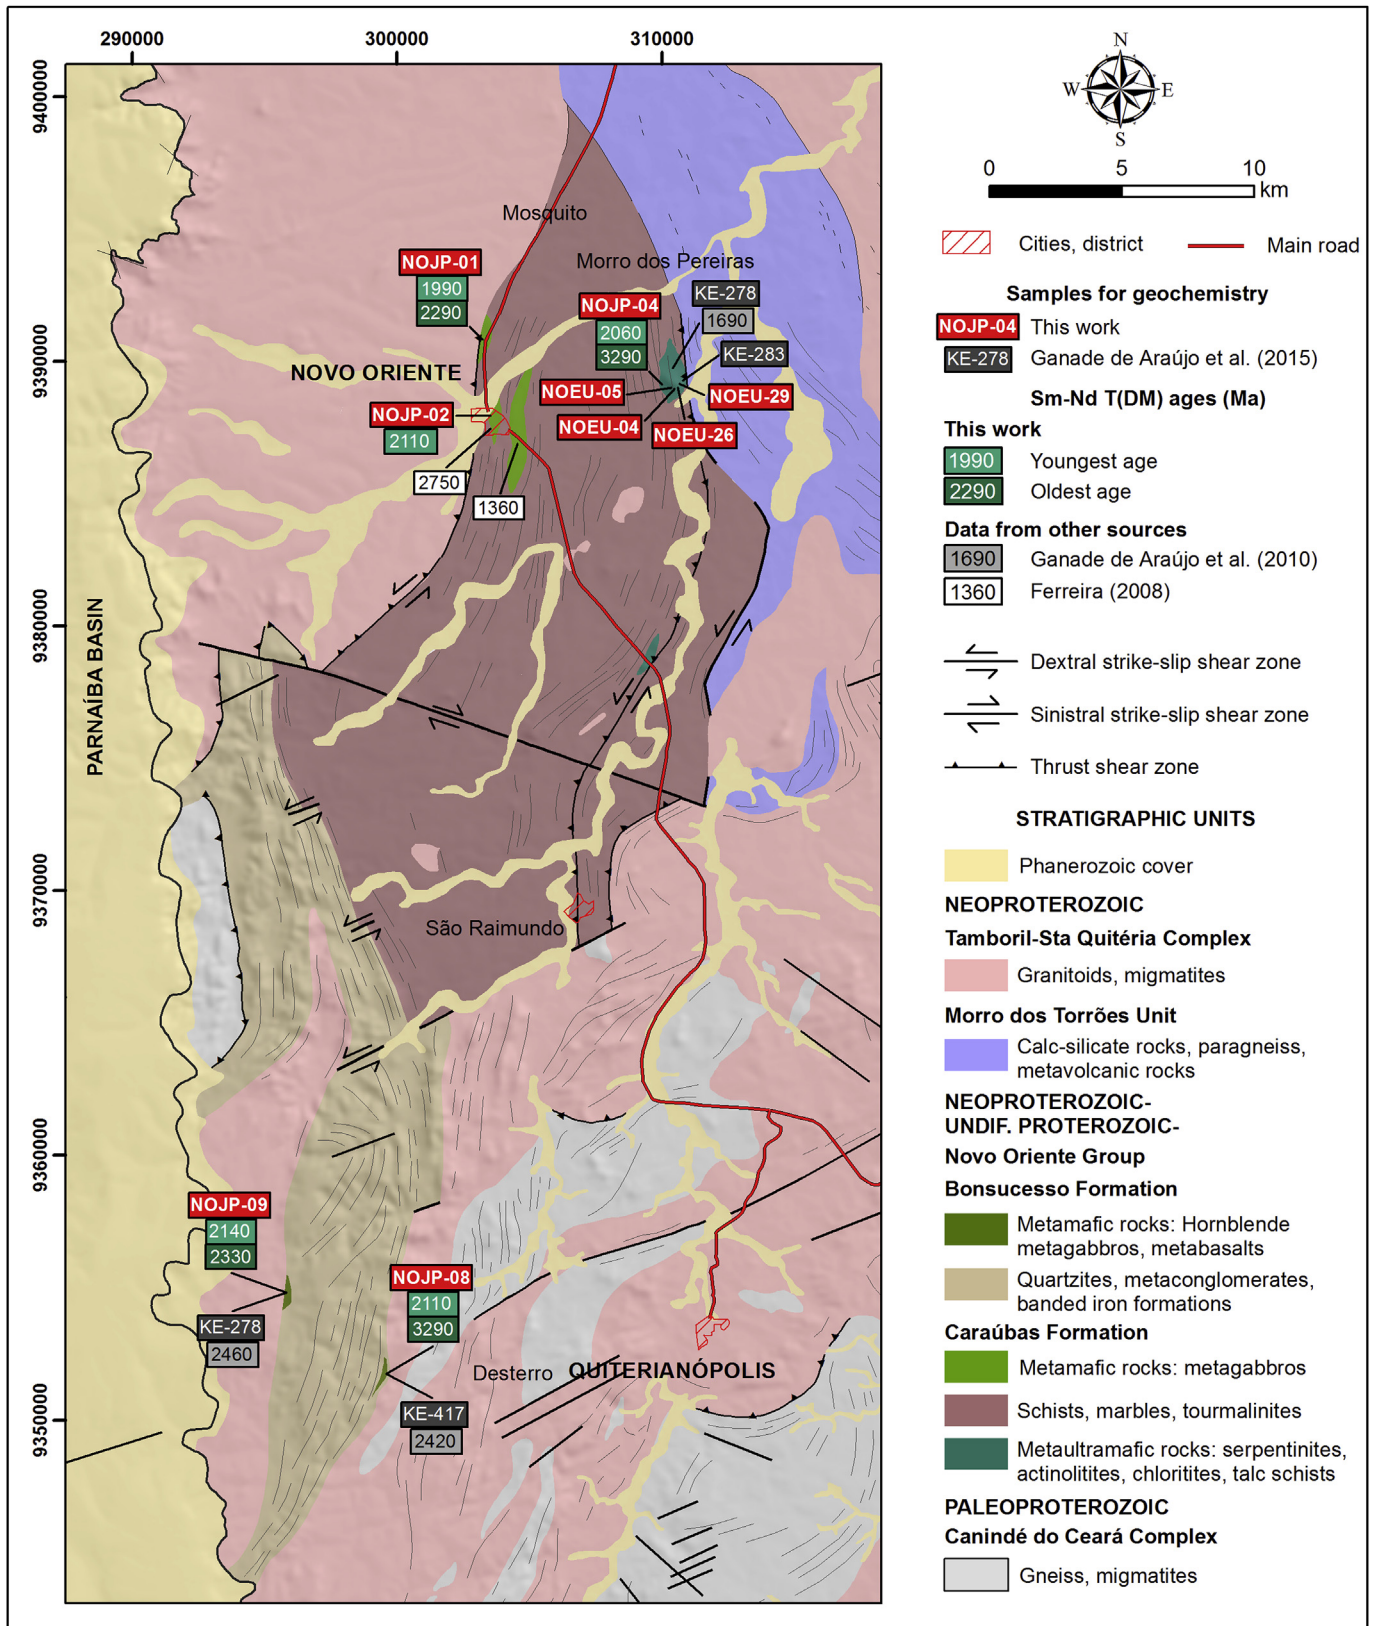 290000
300000
310000
9400000
9390000
9380000
9370000
9360000
9350000
PARNAÍBA BASIN
Mosquito
Morro dos Pereiras
NOJP-01
1990
2290
NOJP-04
2060
3290
KE-278
1690
KE-283
NOVO ORIENTE
NOEU-05
NOEU-29
NOJP-02
2110
NOEU-04
NOEU-26
2750
1360
São Raimundo
NOJP-09
2140
2330
KE-278
2460
NOJP-08
2110
3290
Desterro
QUITERIANÓPOLIS
KE-417
2420
N
W
E
S
0
5
10
km
Cities, district
Main road
Samples for geochemistry
NOJP-04
This work
KE-278
Ganade de Araújo et al. (2015)
Sm-Nd T(DM) ages (Ma)
This work
1990
Youngest age
2290
Oldest age
Data from other sources
1690
Ganade de Araújo et al. (2010)
1360
Ferreira (2008)
Dextral strike-slip shear zone
Sinistral strike-slip shear zone
Thrust shear zone
STRATIGRAPHIC UNITS
Phanerozoic cover
NEOPROTEROZOIC
Tamboril-Sta Quitéria Complex
Granitoids, migmatites
Morro dos Torrões Unit
Calc-silicate rocks, paragneiss,
metavolcanic rocks
NEOPROTEROZOIC-
UNDIF. PROTEROZOIC-
Novo Oriente Group
Bonsucesso Formation
Metamafic rocks: Hornblende
metagabbros, metabasalts
Quartzites, metaconglomerates,
banded iron formations
Caraúbas Formation
Metamafic rocks: metagabbros
Schists, marbles, tourmalinites
Metaultramafic rocks: serpentinites,
actinolitites, chloritites, talc schists
PALEOPROTEROZOIC
Canindé do Ceará Complex
Gneiss, migmatites